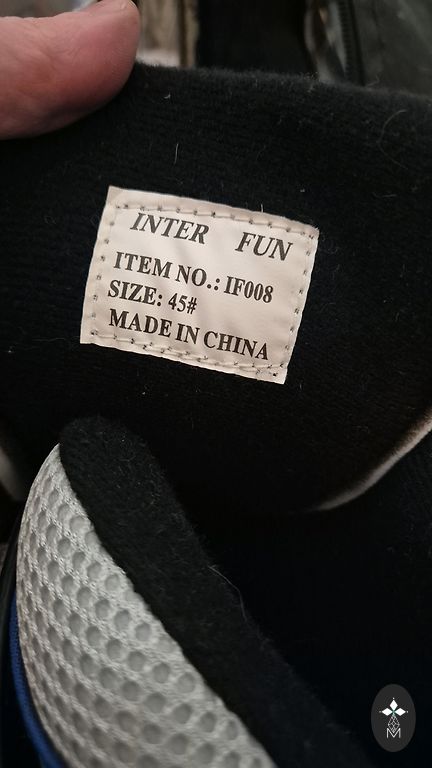 INTER FUN
ITEM NO.: IF008
SIZE: 45#
MADE IN CHINA
M